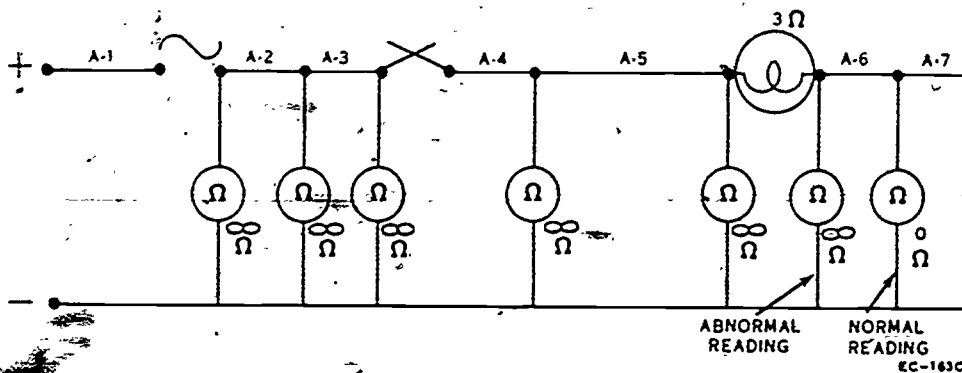 3 Ω
+ A-1 A-2 A-3 A-4 A-5 A-6 A-7
Ω Ω Ω Ω Ω Ω Ω
∞ ∞ ∞ ∞ ∞ ∞ 0
Ω Ω Ω Ω Ω Ω Ω
−
ABNORMAL READING
NORMAL READING
EC-163C